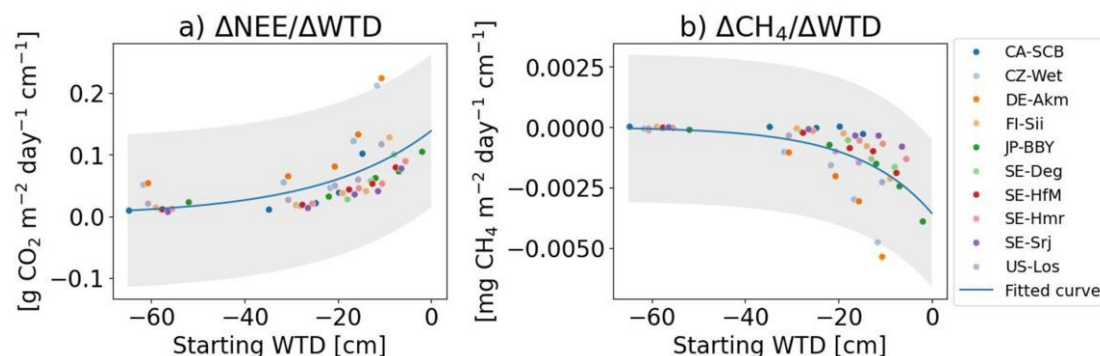 a) ΔNEE/ΔWTD
[g CO₂ m⁻² day⁻¹ cm⁻¹]
0.2
0.1
0.0
−0.1
−60 −40 −20 0
Starting WTD [cm]
b) ΔCH₄/ΔWTD
[mg CH₄ m⁻² day⁻¹ cm⁻¹]
0.0025
0.0000
−0.0025
−0.0050
−60 −40 −20 0
Starting WTD [cm]
CA-SCB
CZ-Wet
DE-Akm
FI-Sii
JP-BBY
SE-Deg
SE-HfM
SE-Hmr
SE-Srj
US-Los
Fitted curve